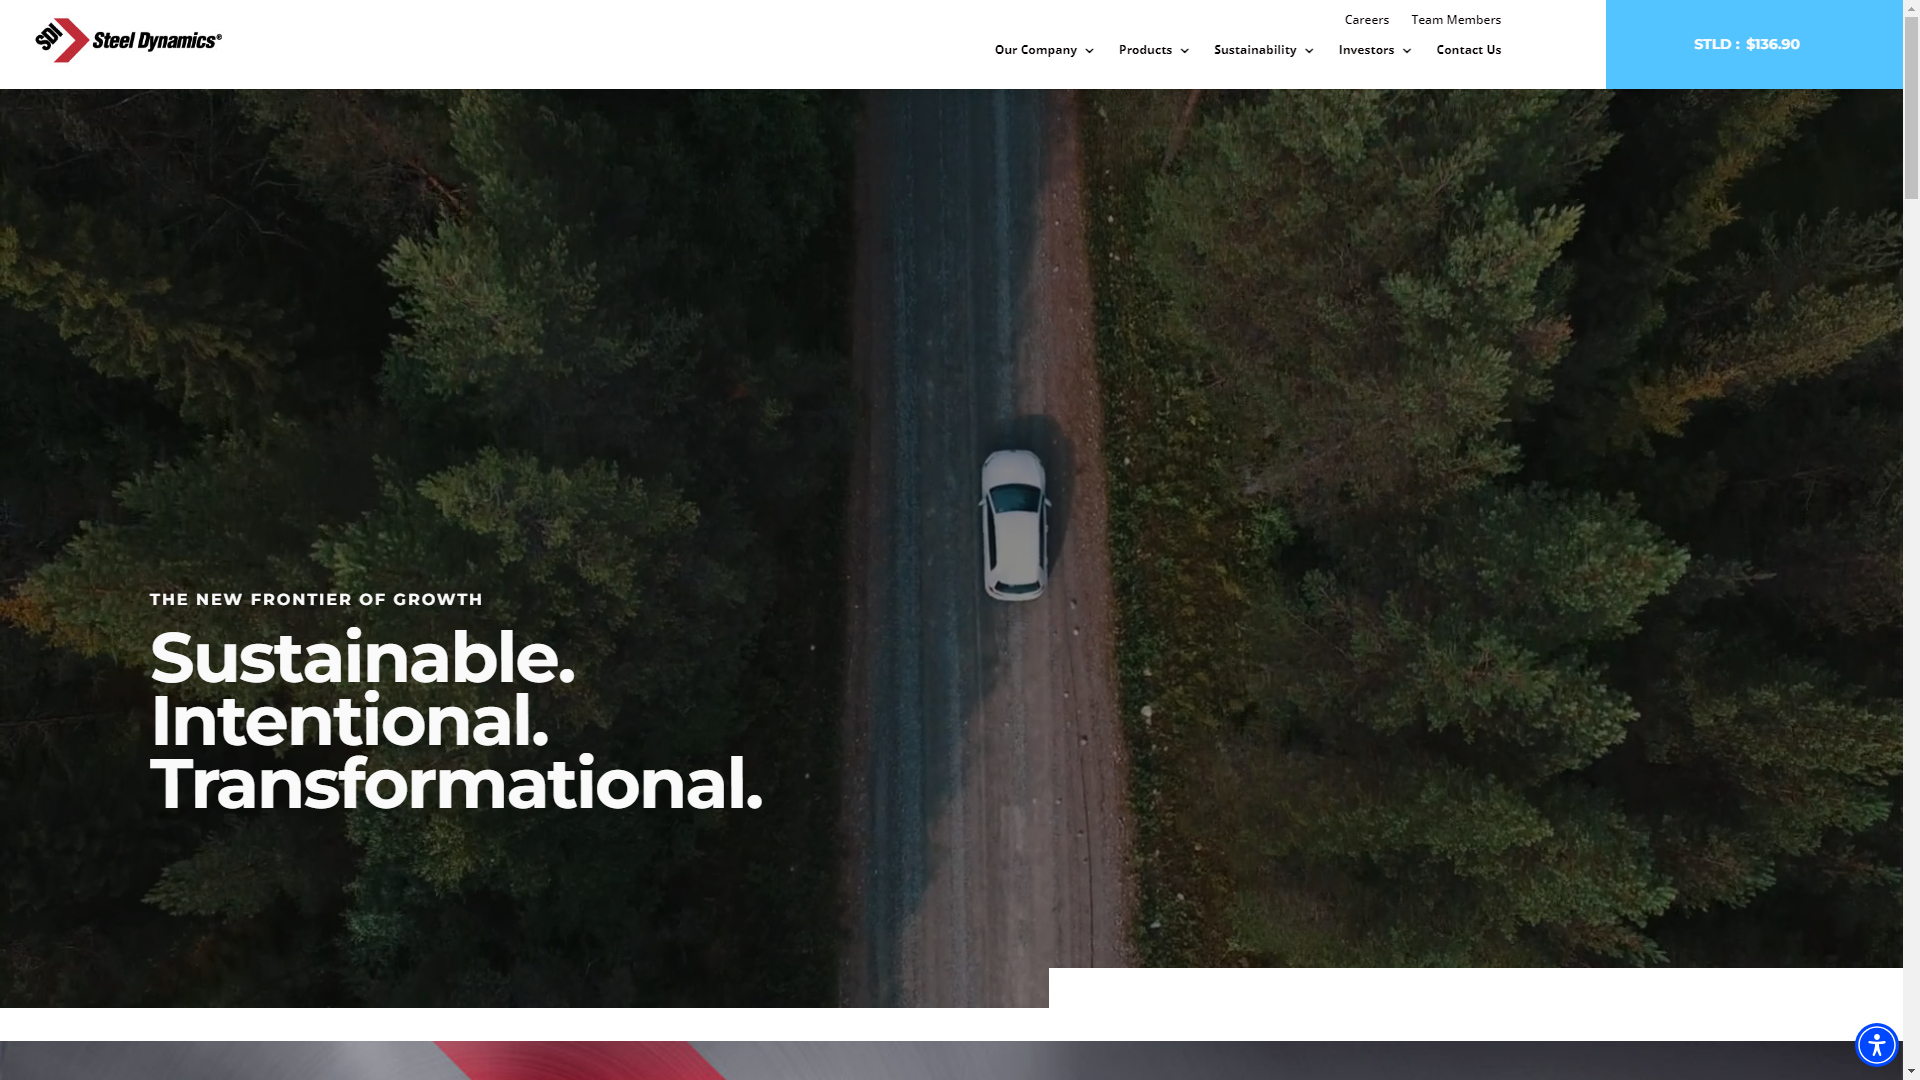 SDI Steel Dynamics®
Careers Team Members
Our Company Products Sustainability Investors Contact Us
STLD : $136.90
THE NEW FRONTIER OF GROWTH
Sustainable.
Intentional.
Transformational.